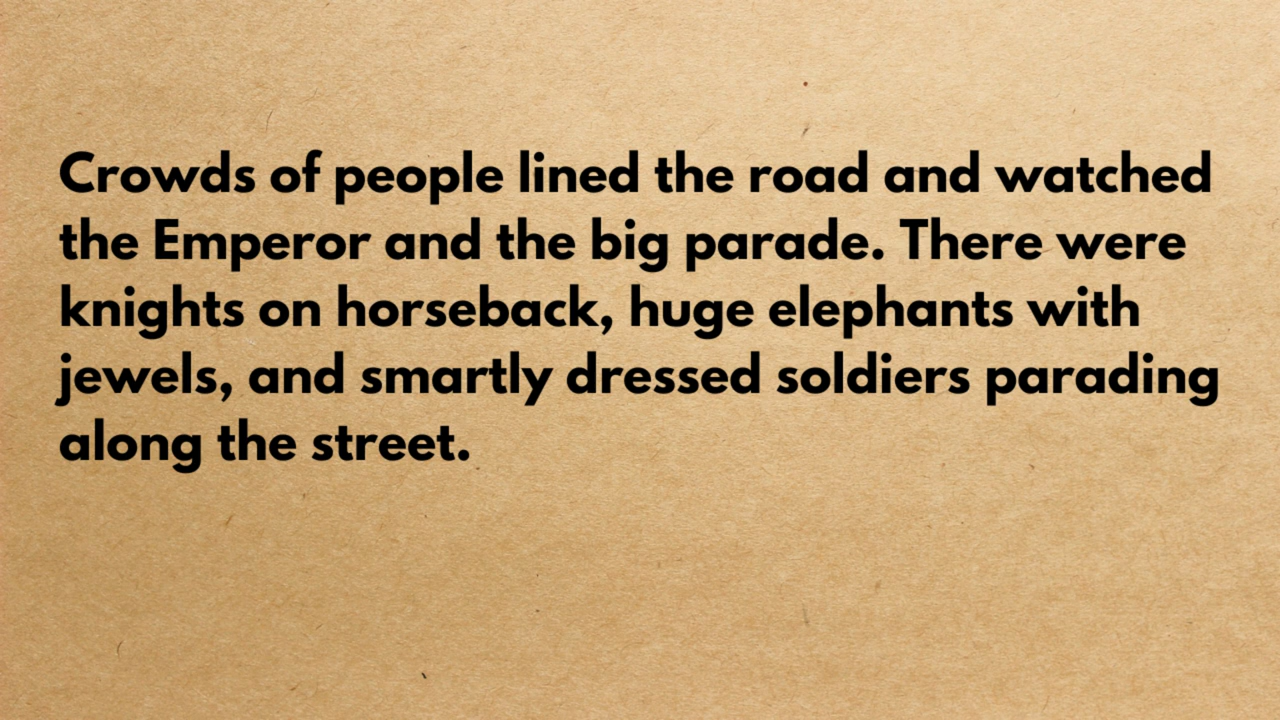 Crowds of people lined the road and watched
the Emperor and the big parade. There were
knights on horseback, huge elephants with
jewels, and smartly dressed soldiers parading
along the street.